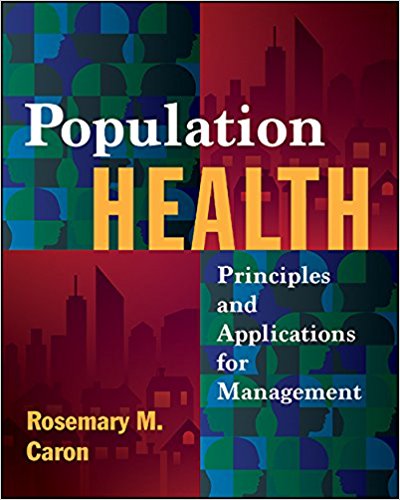 Population
HEALTH
Principles
and
Applications
for
Management
Rosemary M.
Caron